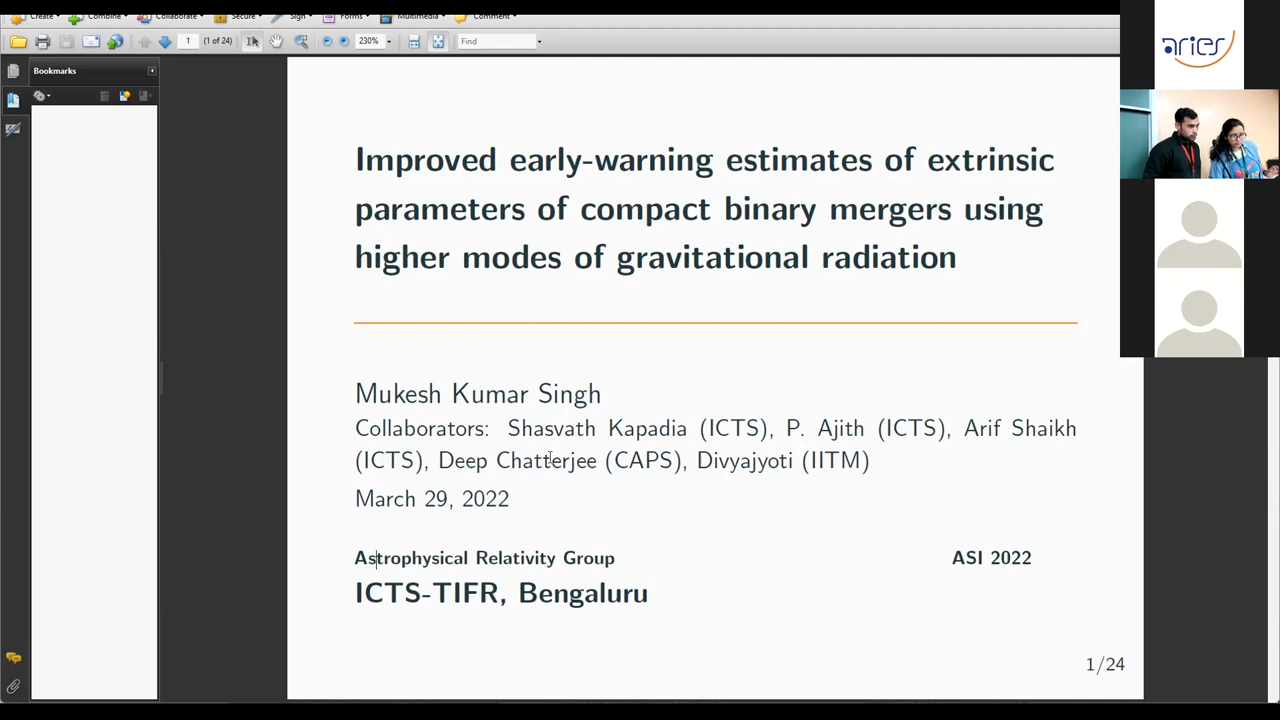 Create Combine Collaborate Secure Sign Forms Multimedia Comment
1 (1 of 24) 230% Find
Bookmarks
aries
Improved early-warning estimates of extrinsic
parameters of compact binary mergers using
higher modes of gravitational radiation
Mukesh Kumar Singh
Collaborators: Shasvath Kapadia (ICTS), P. Ajith (ICTS), Arif Shaikh
(ICTS), Deep Chatterjee (CAPS), Divyajyoti (IITM)
March 29, 2022
Astrophysical Relativity Group ASI 2022
ICTS-TIFR, Bengaluru
1/24